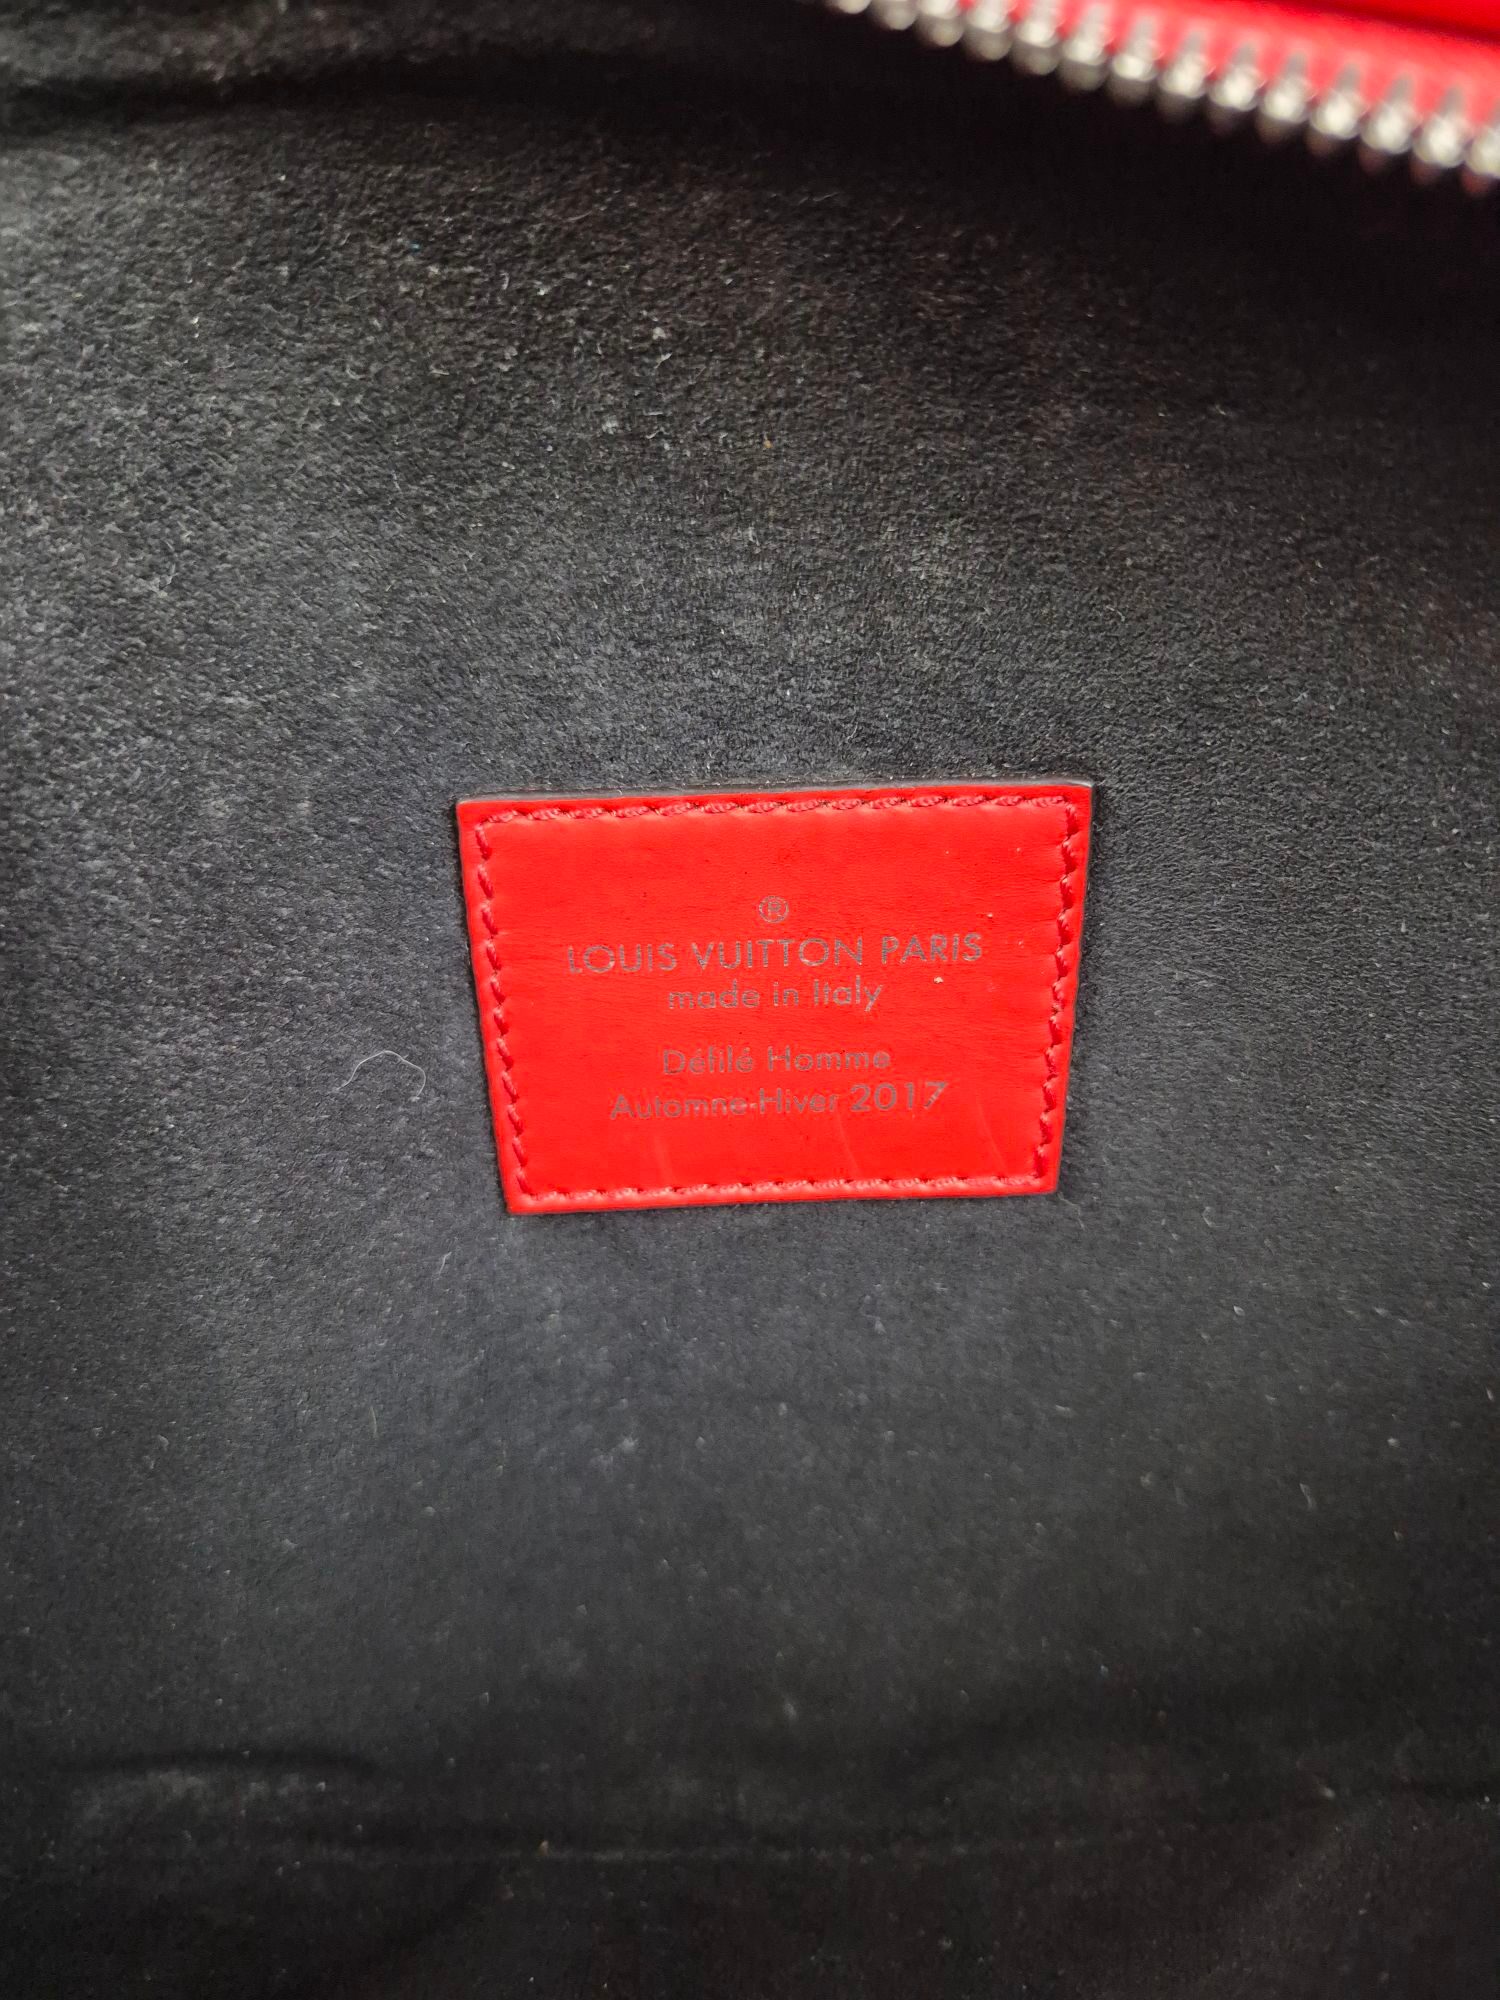 ®
LOUIS VUITTON PARIS
made in Italy
Défilé Homme
Automne-Hiver 2017